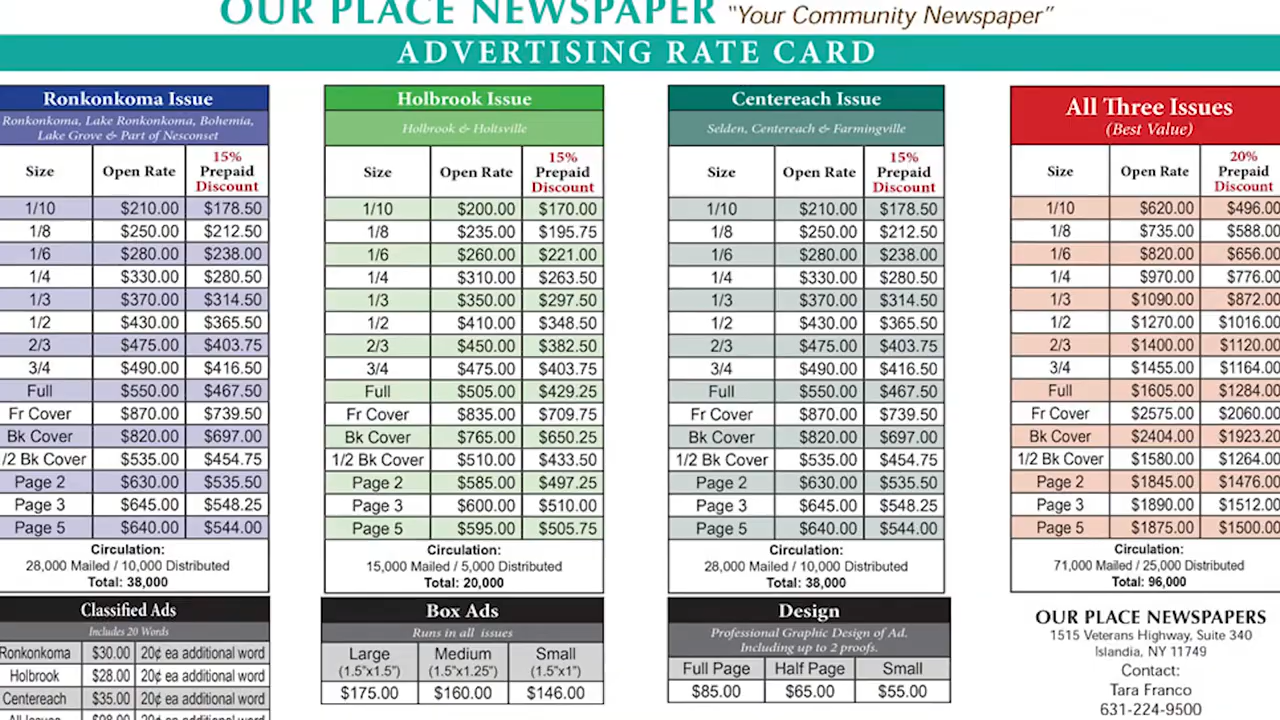 OUR PLACE NEWSPAPER "Your Community Newspaper"
ADVERTISING RATE CARD
Ronkonkoma Issue
Ronkonkoma, Lake Ronkonkoma, Bohemia,
Lake Grove & Part of Nesconset
Size Open Rate 15% Prepaid Discount
1/10 $210.00 $178.50
1/8 $250.00 $212.50
1/6 $280.00 $238.00
1/4 $330.00 $280.50
1/3 $370.00 $314.50
1/2 $430.00 $365.50
2/3 $475.00 $403.75
3/4 $490.00 $416.50
Full $550.00 $467.50
Fr Cover $870.00 $739.50
Bk Cover $820.00 $697.00
/2 Bk Cover $535.00 $454.75
Page 2 $630.00 $535.50
Page 3 $645.00 $548.25
Page 5 $640.00 $544.00
Circulation:
28,000 Mailed / 10,000 Distributed
Total: 38,000
Holbrook Issue
Holbrook & Holtsville
Size Open Rate 15% Prepaid Discount
1/10 $200.00 $170.00
1/8 $235.00 $195.75
1/6 $260.00 $221.00
1/4 $310.00 $263.50
1/3 $350.00 $297.50
1/2 $410.00 $348.50
2/3 $450.00 $382.50
3/4 $475.00 $403.75
Full $505.00 $429.25
Fr Cover $835.00 $709.75
Bk Cover $765.00 $650.25
1/2 Bk Cover $510.00 $433.50
Page 2 $585.00 $497.25
Page 3 $600.00 $510.00
Page 5 $595.00 $505.75
Circulation:
15,000 Mailed / 5,000 Distributed
Total: 20,000
Centereach Issue
Selden, Centereach & Farmingville
Size Open Rate 15% Prepaid Discount
1/10 $210.00 $178.50
1/8 $250.00 $212.50
1/6 $280.00 $238.00
1/4 $330.00 $280.50
1/3 $370.00 $314.50
1/2 $430.00 $365.50
2/3 $475.00 $403.75
3/4 $490.00 $416.50
Full $550.00 $467.50
Fr Cover $870.00 $739.50
Bk Cover $820.00 $697.00
1/2 Bk Cover $535.00 $454.75
Page 2 $630.00 $535.50
Page 3 $645.00 $548.25
Page 5 $640.00 $544.00
Circulation:
28,000 Mailed / 10,000 Distributed
Total: 38,000
All Three Issues
(Best Value)
Size Open Rate 20% Prepaid Discount
1/10 $620.00 $496.00
1/8 $735.00 $588.00
1/6 $820.00 $656.00
1/4 $970.00 $776.00
1/3 $1090.00 $872.00
1/2 $1270.00 $1016.00
2/3 $1400.00 $1120.00
3/4 $1455.00 $1164.00
Full $1605.00 $1284.00
Fr Cover $2575.00 $2060.00
Bk Cover $2404.00 $1923.20
1/2 Bk Cover $1580.00 $1264.00
Page 2 $1845.00 $1476.00
Page 3 $1890.00 $1512.00
Page 5 $1875.00 $1500.00
Circulation:
71,000 Mailed / 25,000 Distributed
Total: 96,000
Classified Ads
Includes 20 Words
Ronkonkoma $30.00 20¢ ea additional word
Holbrook $28.00 20¢ ea additional word
Centereach $35.00 20¢ ea additional word
All Issues $98.00 20¢ ea additional word
Box Ads
Runs in all issues
Large Medium Small
(1.5"x1.5") (1.5"x1.25") (1.5"x1")
$175.00 $160.00 $146.00
Design
Professional Graphic Design of Ad.
Including up to 2 proofs.
Full Page Half Page Small
$85.00 $65.00 $55.00
OUR PLACE NEWSPAPERS
1515 Veterans Highway, Suite 340
Islandia, NY 11749
Contact:
Tara Franco
631-224-9500